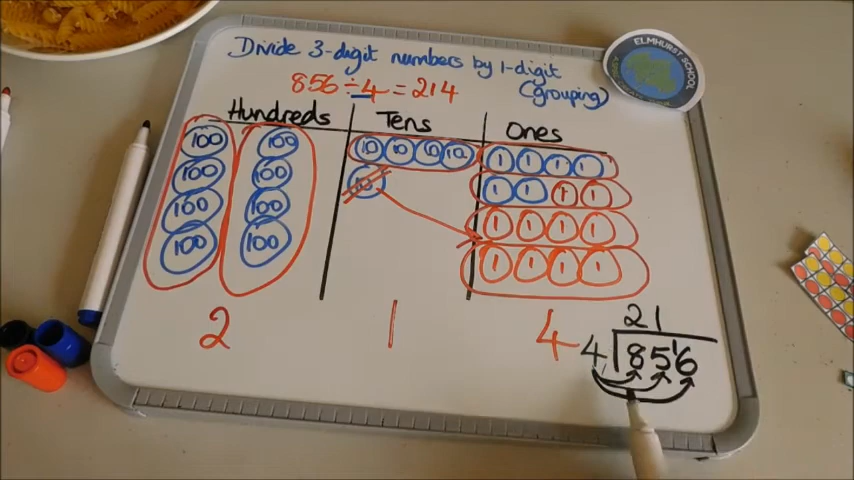 Divide 3-digit numbers by 1-digit
(grouping)
856 ÷ 4 = 214
ELMHURST SCHOOL
Hundreds Tens Ones
100 100 10 10 10 10 1 1 1 1
100 100 10 1 1 1 1
100 100 1 1 1 1
100 100 1 1 1 1
2 1 4
21
4 85¹6